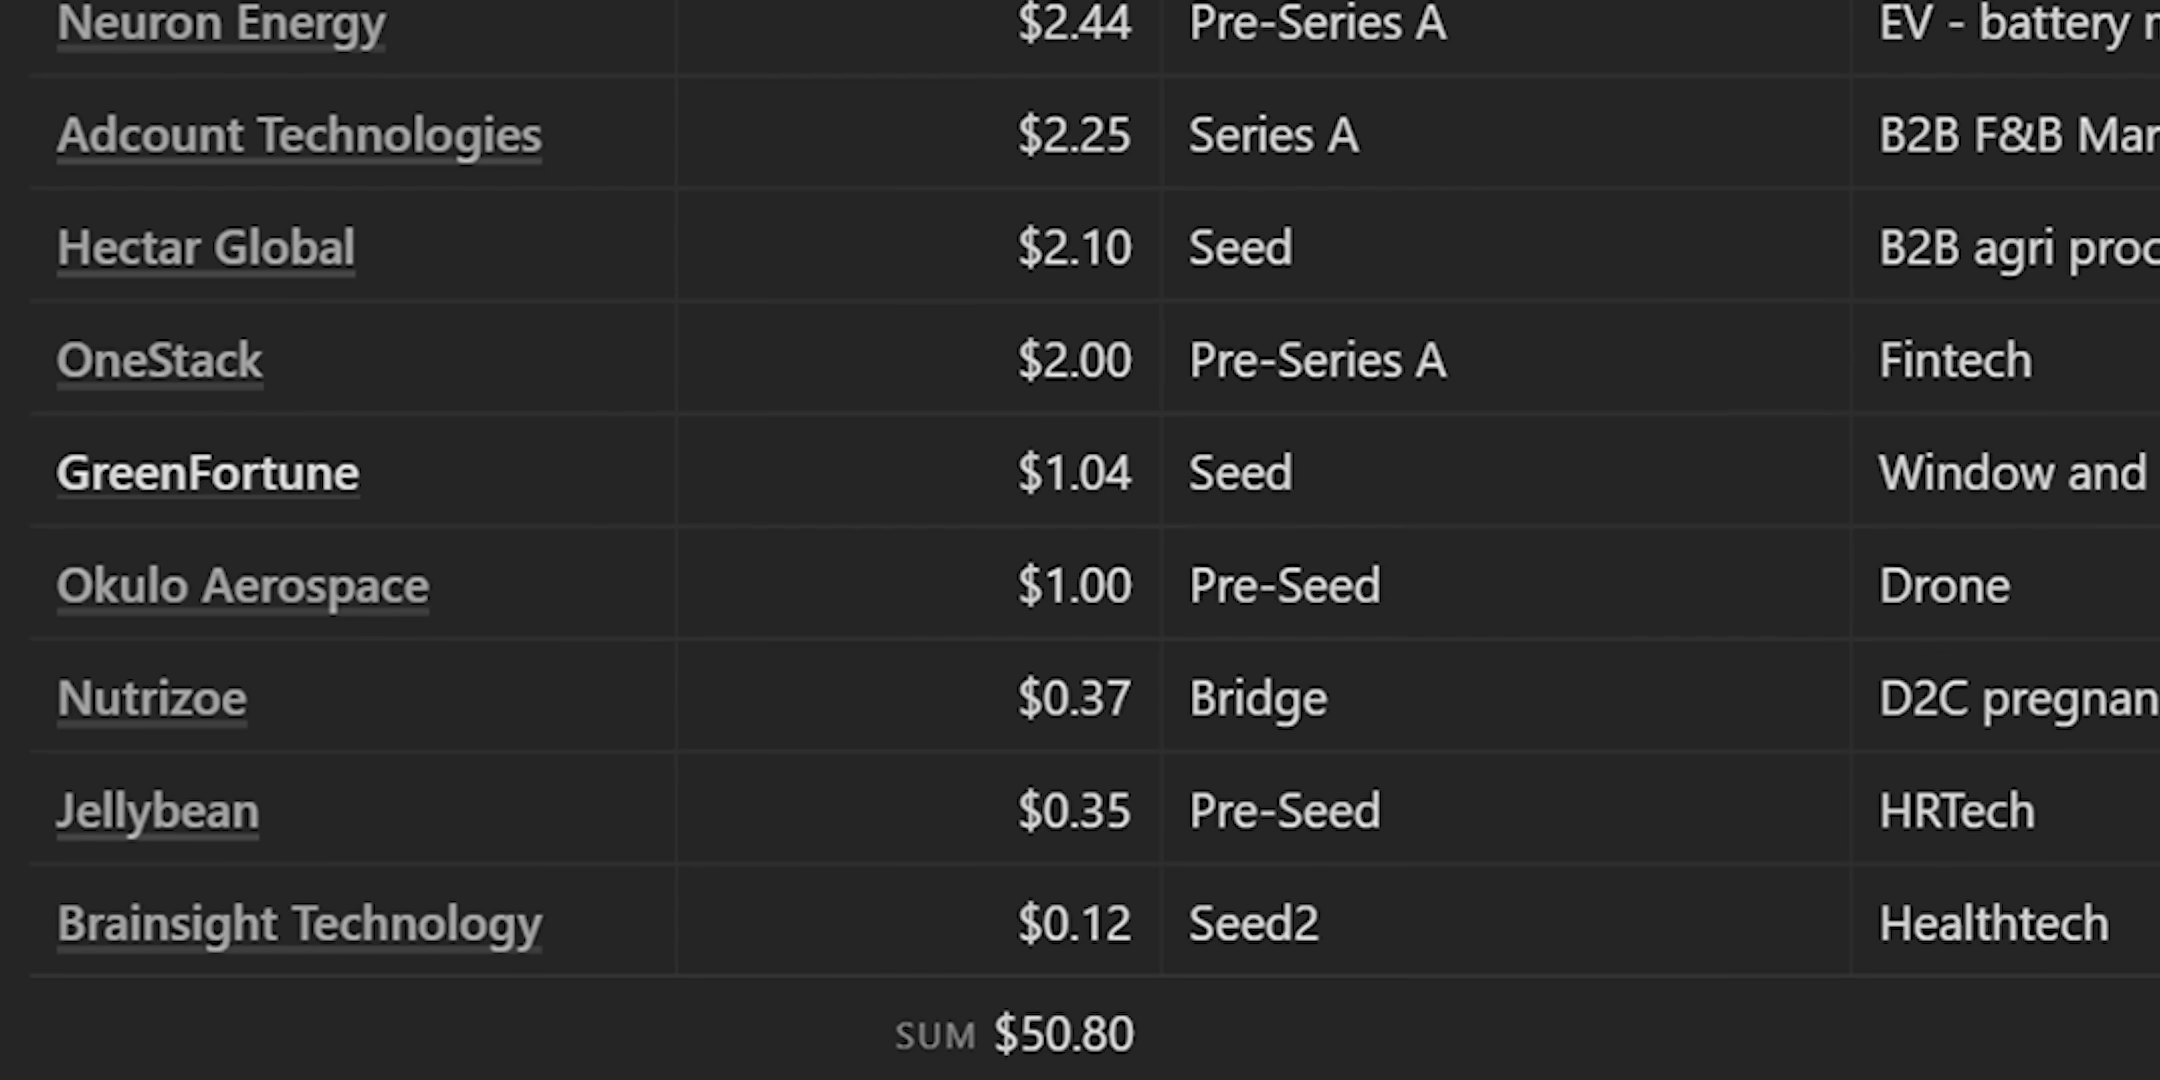 Neuron Energy $2.44 Pre-Series A EV - battery
Adcount Technologies $2.25 Series A B2B F&B Mar
Hectar Global $2.10 Seed B2B agri proc
OneStack $2.00 Pre-Series A Fintech
GreenFortune $1.04 Seed Window and
Okulo Aerospace $1.00 Pre-Seed Drone
Nutrizoe $0.37 Bridge D2C pregnan
Jellybean $0.35 Pre-Seed HRTech
Brainsight Technology $0.12 Seed2 Healthtech
SUM $50.80